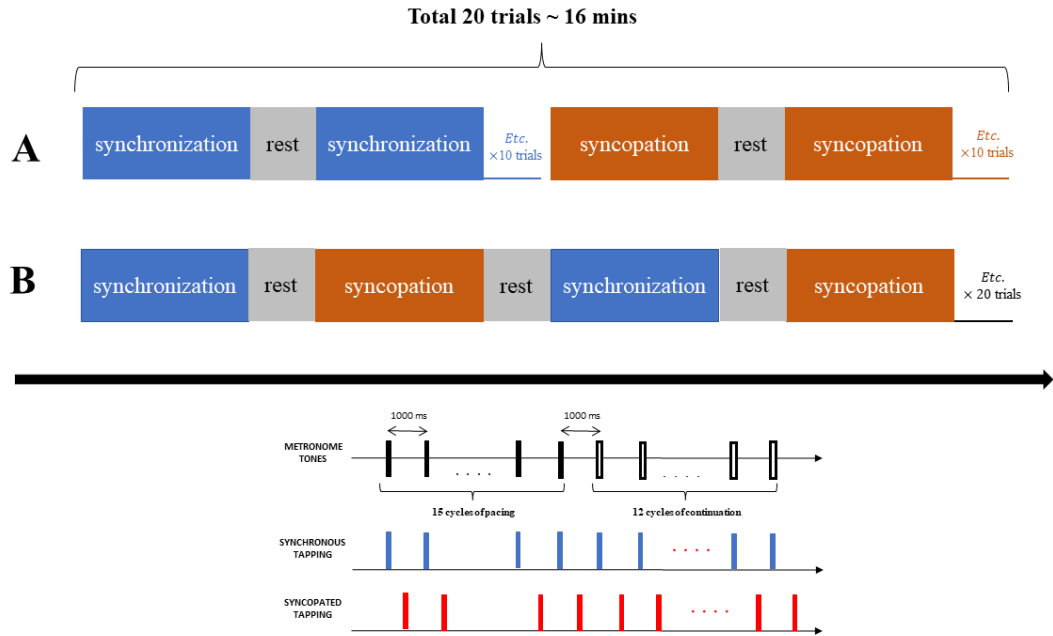 Total 20 trials ~ 16 mins
A
synchronization
rest
synchronization
Etc.
×10 trials
syncopation
rest
syncopation
Etc.
×10 trials
B
synchronization
rest
syncopation
rest
synchronization
rest
syncopation
Etc.
× 20 trials
1000 ms
1000 ms
METRONOME
TONES
. . . .
. . . .
15 cycles of pacing
12 cycles of continuation
SYNCHRONOUS
TAPPING
. . . .
SYNCOPATED
TAPPING
. . . .